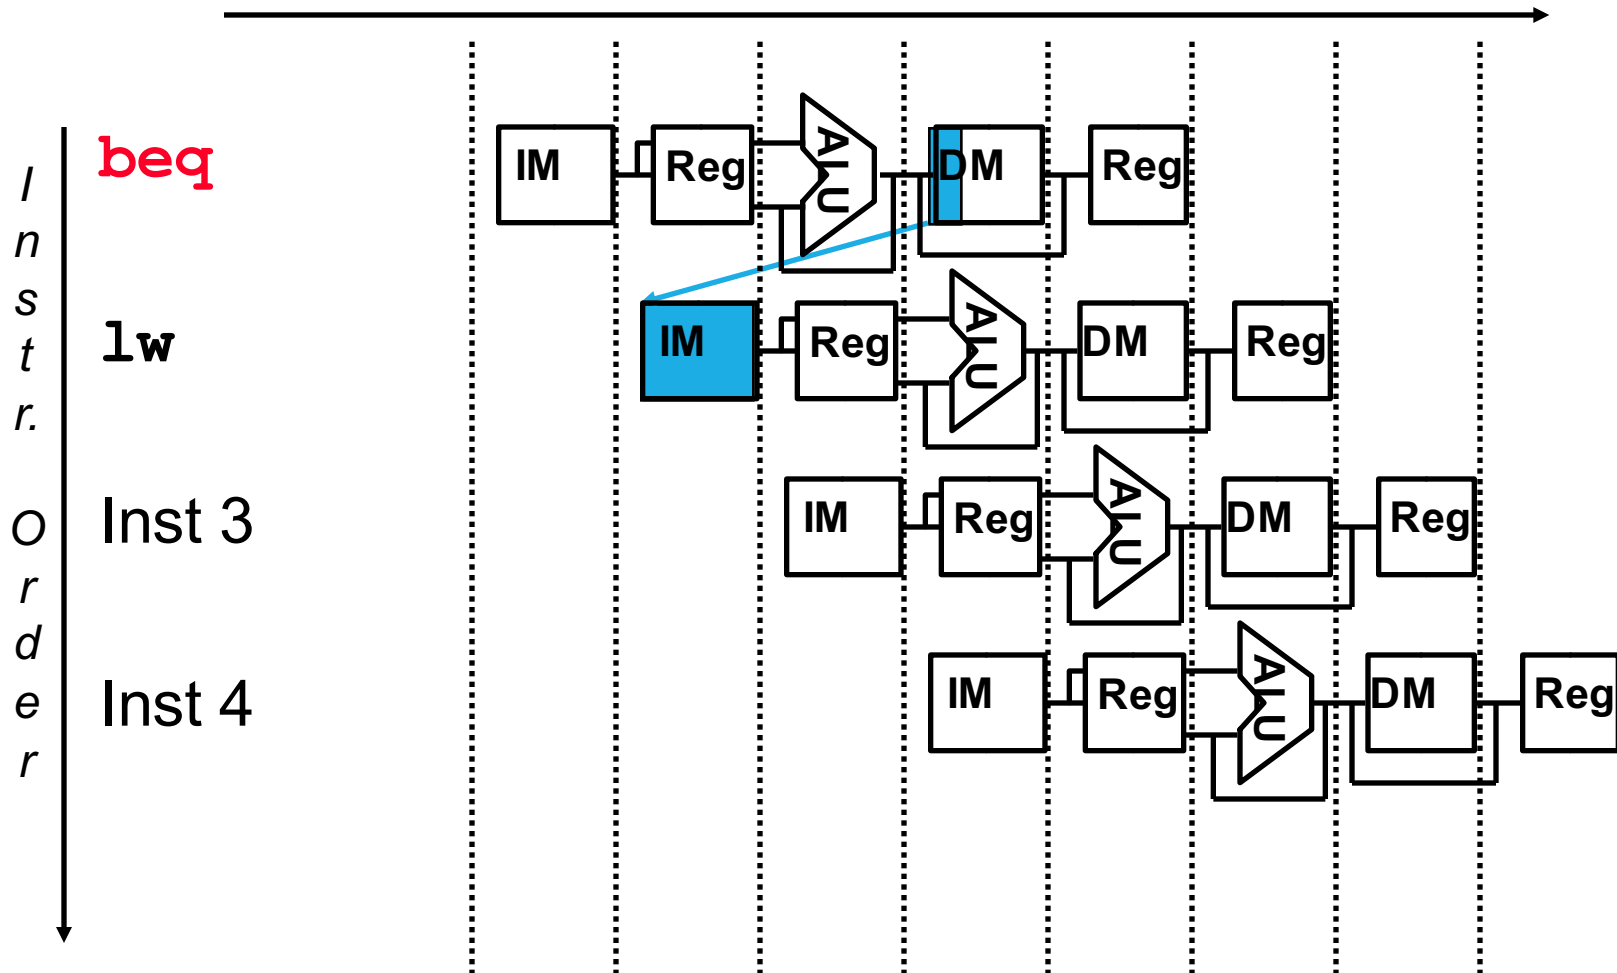 Instr. Order
beq
IM Reg ALU DM Reg
lw
IM Reg ALU DM Reg
Inst 3
IM Reg ALU DM Reg
Inst 4
IM Reg ALU DM Reg